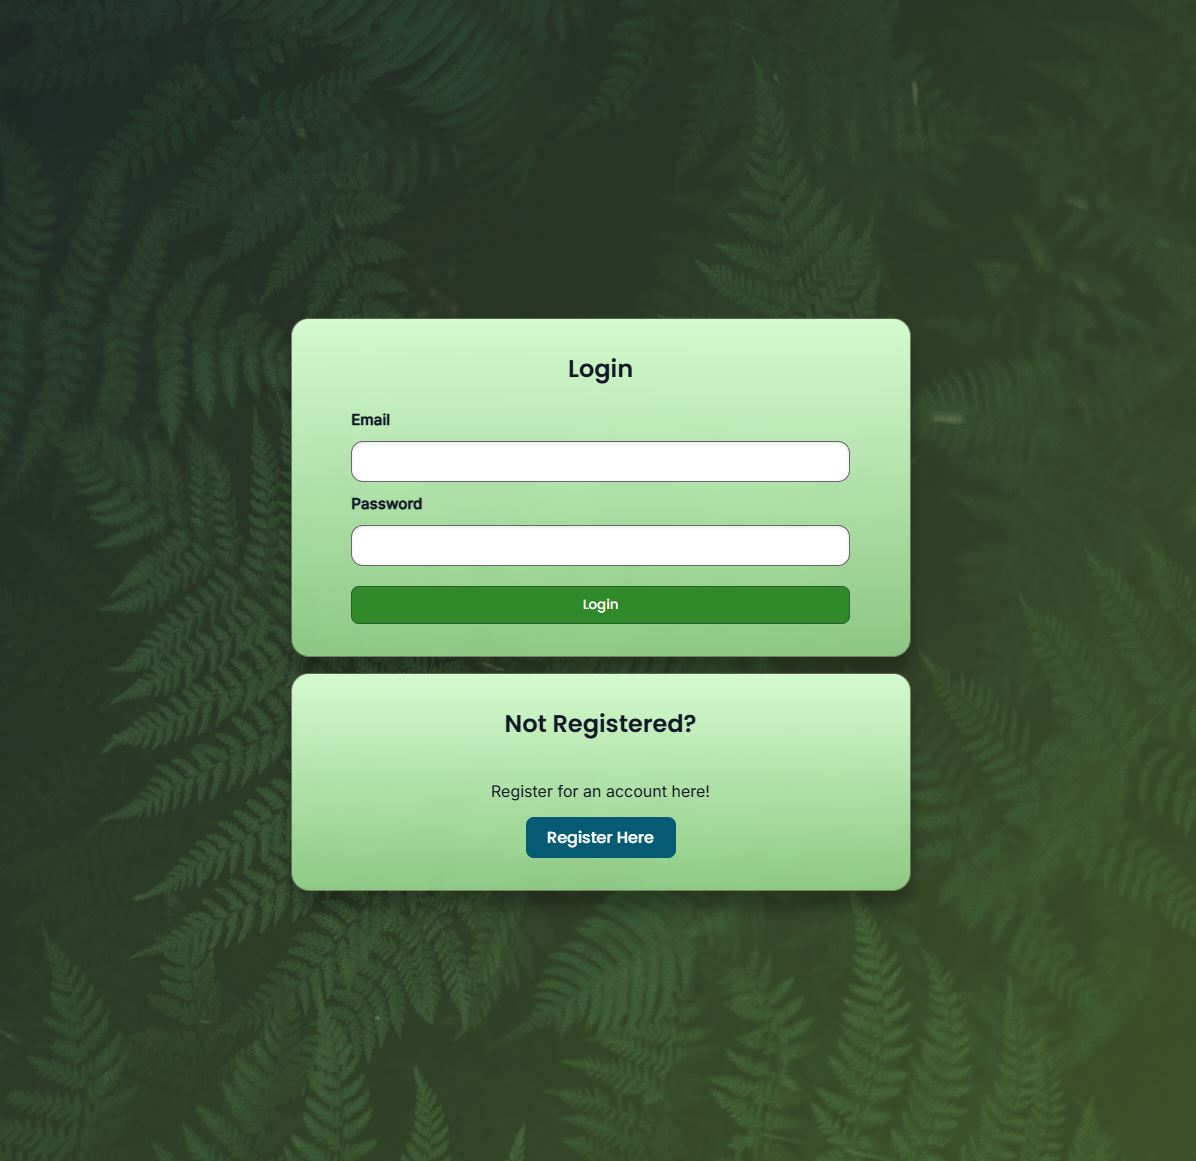 Login
Email
Password
Login
Not Registered?
Register for an account here!
Register Here